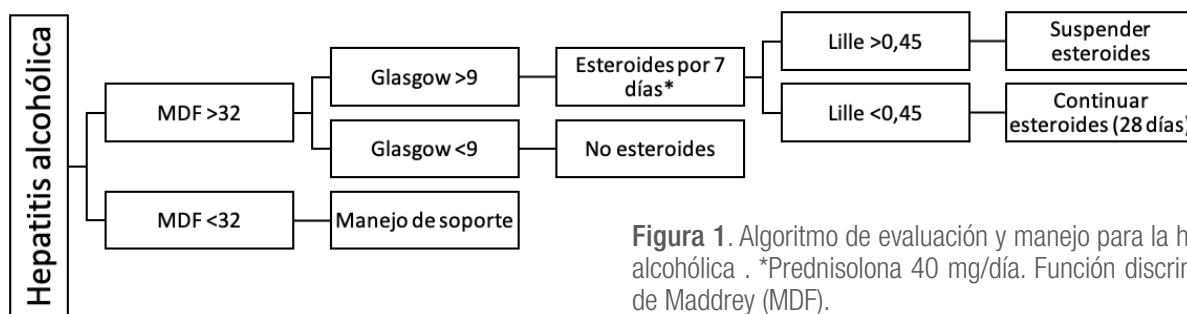 Hepatitis alcohólica
MDF >32
Glasgow >9
Esteroides por 7
días*
Lille >0,45
Suspender
esteroides
Lille <0,45
Continuar
esteroides (28 días)
Glasgow <9
No esteroides
MDF <32
Manejo de soporte
Figura 1. Algoritmo de evaluación y manejo para la h
alcohólica . *Prednisolona 40 mg/día. Función discrin
de Maddrey (MDF).